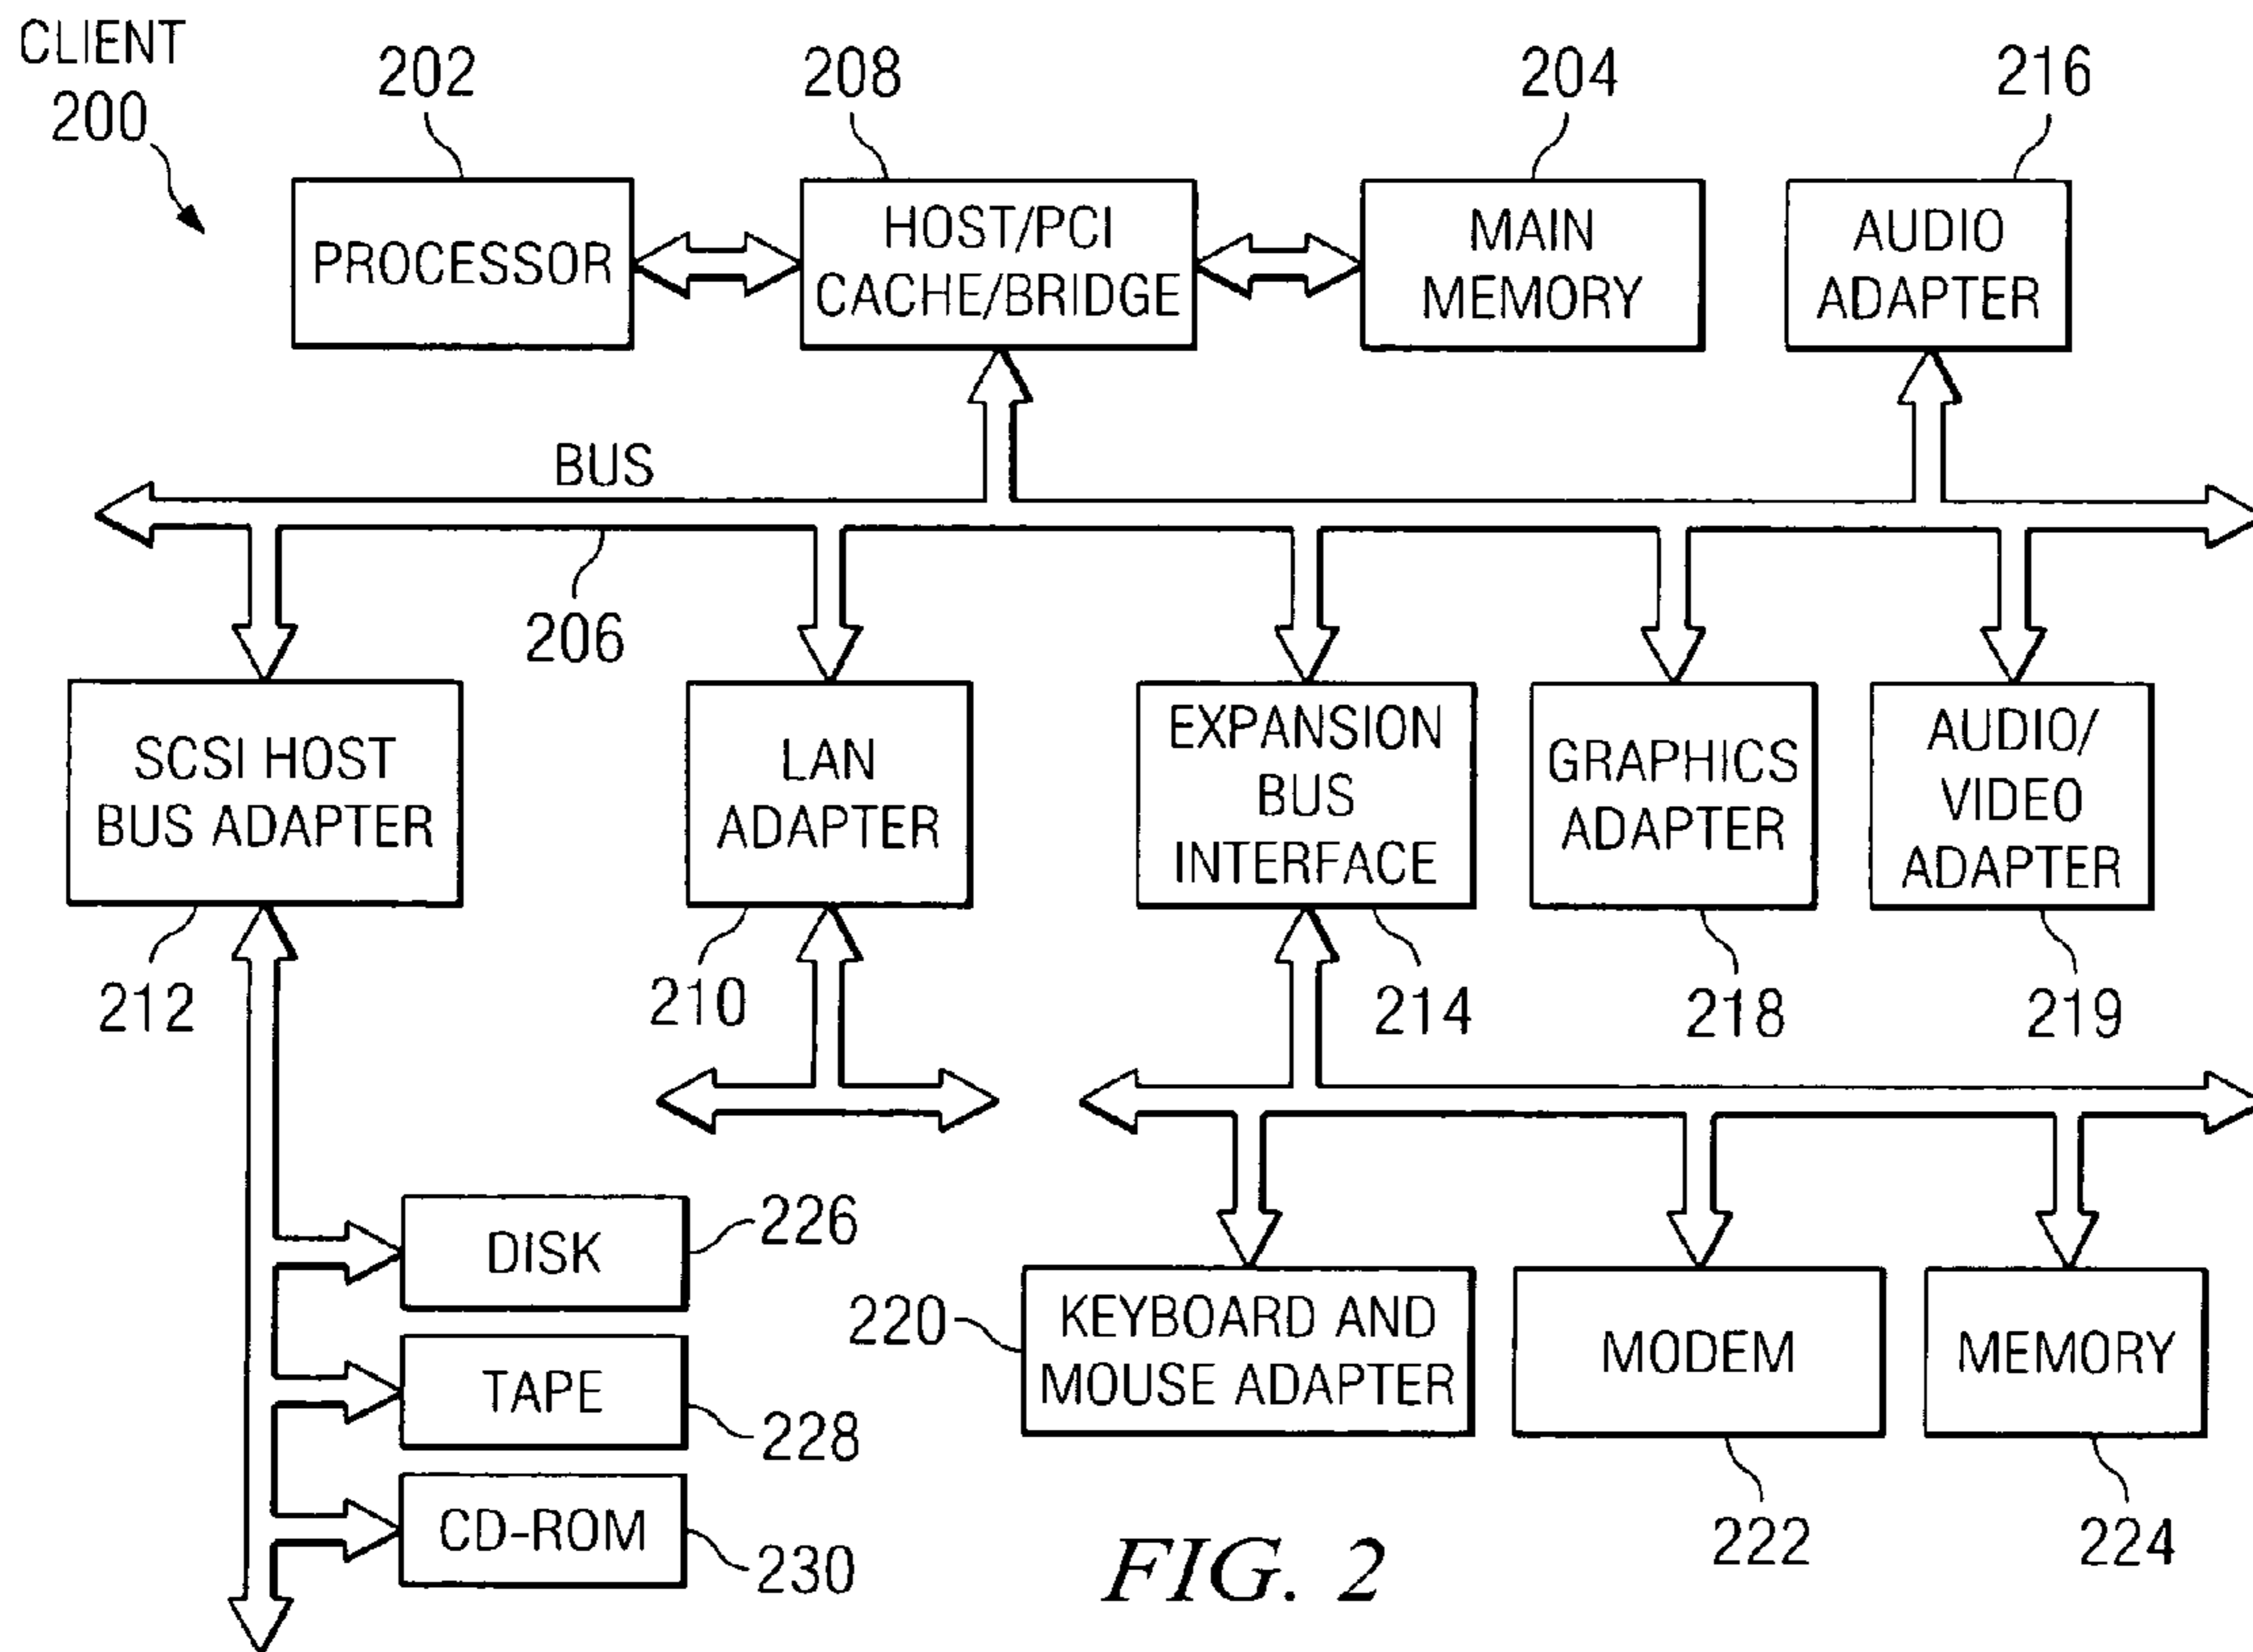 CLIENT
200
202
208
204
216
PROCESSOR
HOST/PCI
CACHE/BRIDGE
MAIN
MEMORY
AUDIO
ADAPTER
BUS
206
SCSI HOST
BUS ADAPTER
LAN
ADAPTER
EXPANSION
BUS
INTERFACE
GRAPHICS
ADAPTER
AUDIO/
VIDEO
ADAPTER
212
210
214
218
219
DISK
226
TAPE
228
CD-ROM
230
220
KEYBOARD AND
MOUSE ADAPTER
MODEM
MEMORY
222
224
FIG. 2